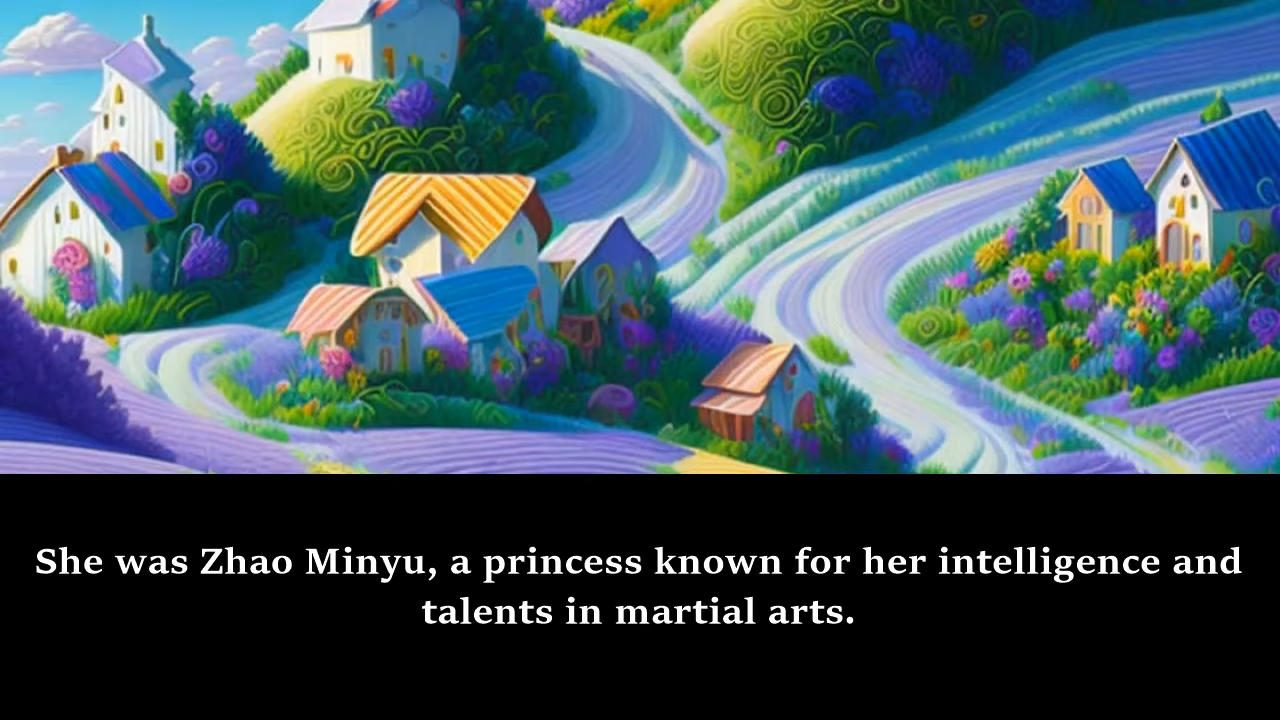 She was Zhao Minyu, a princess known for her intelligence and
talents in martial arts.